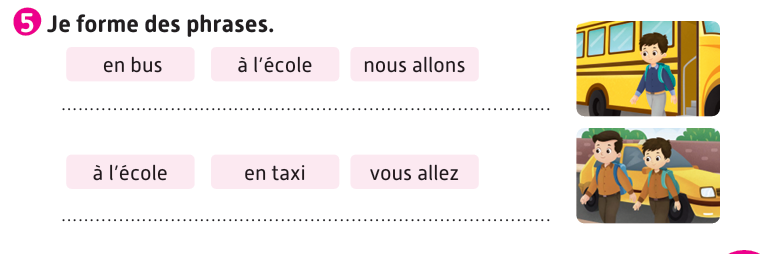 5 Je forme des phrases.
en bus à l'école nous allons
à l'école en taxi vous allez